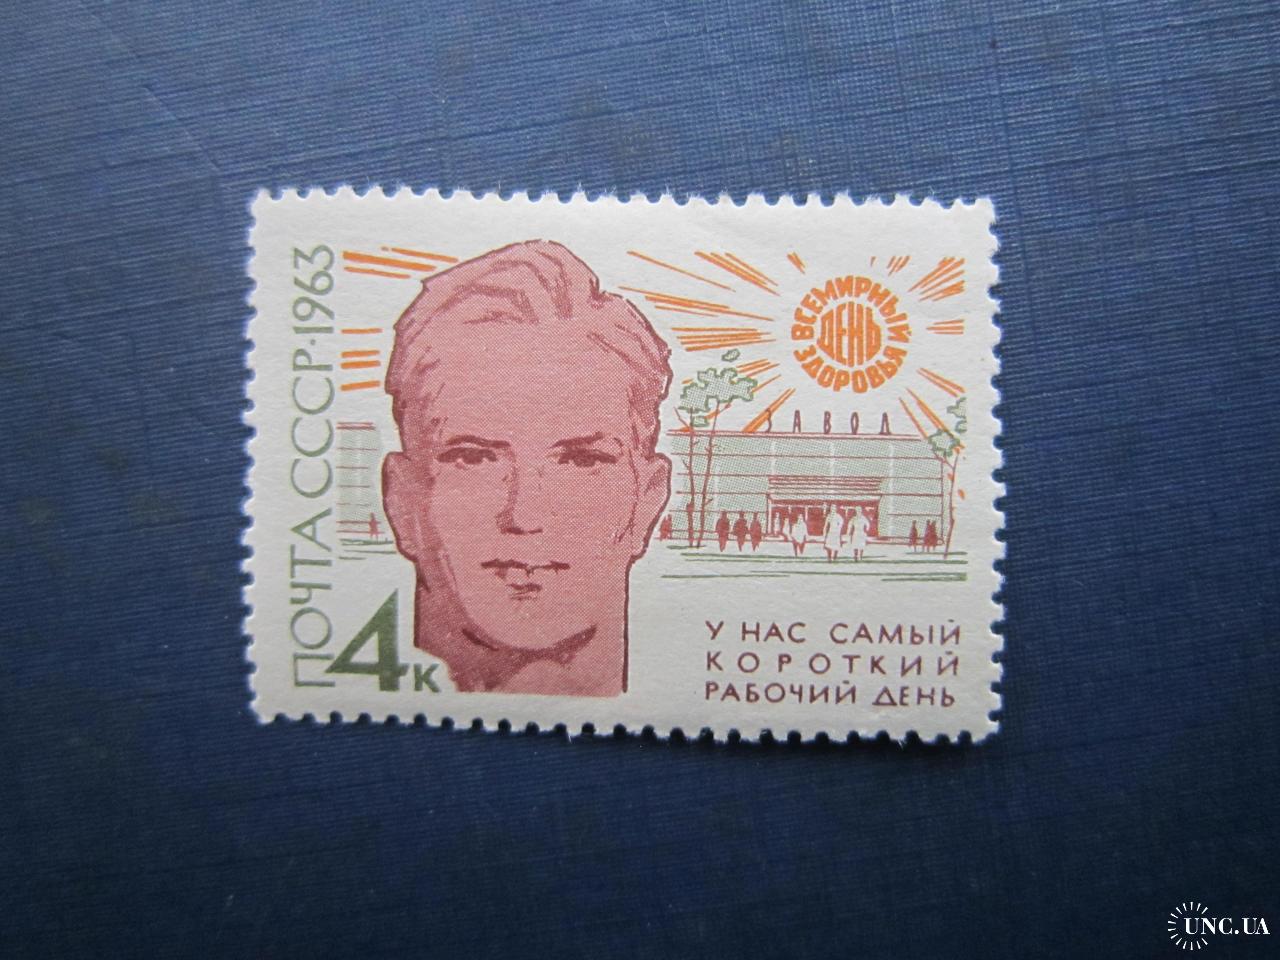 ПОЧТА СССР·1963
4к
ВСЕМИРНЫЙ
ДЕНЬ
ЗДОРОВЬЯ
ЗАВОД
У НАС САМЫЙ
КОРОТКИЙ
РАБОЧИЙ ДЕНЬ
UNC.UA